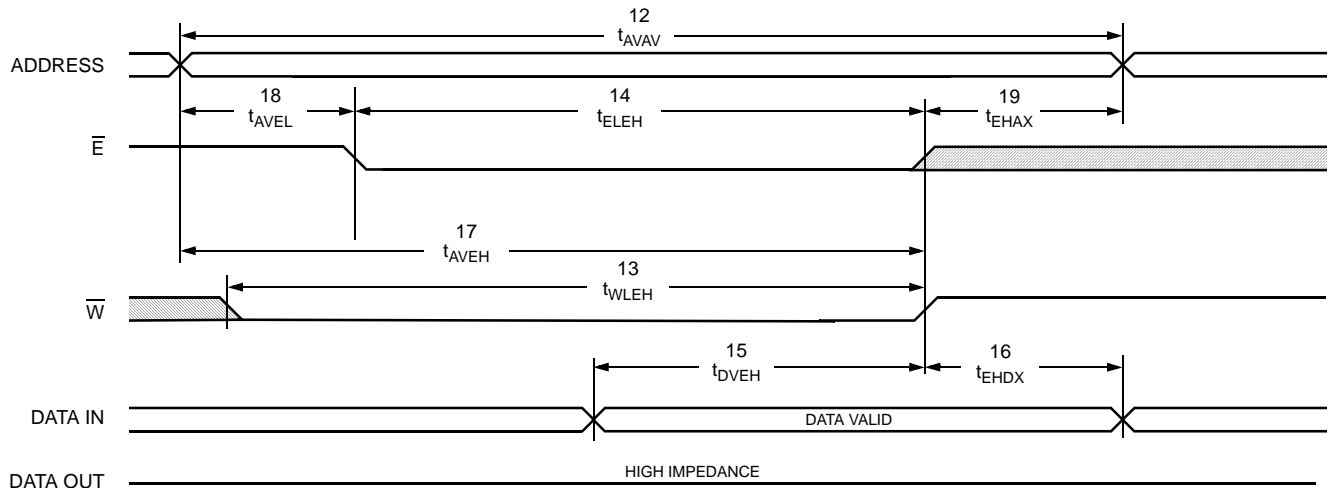 12
tAVAV
ADDRESS
18
tAVEL
14
tELEH
19
tEHAX
E̅
17
tAVEH
13
tWLEH
W̅
15
tDVEH
16
tEHDX
DATA IN
DATA VALID
DATA OUT
HIGH IMPEDANCE